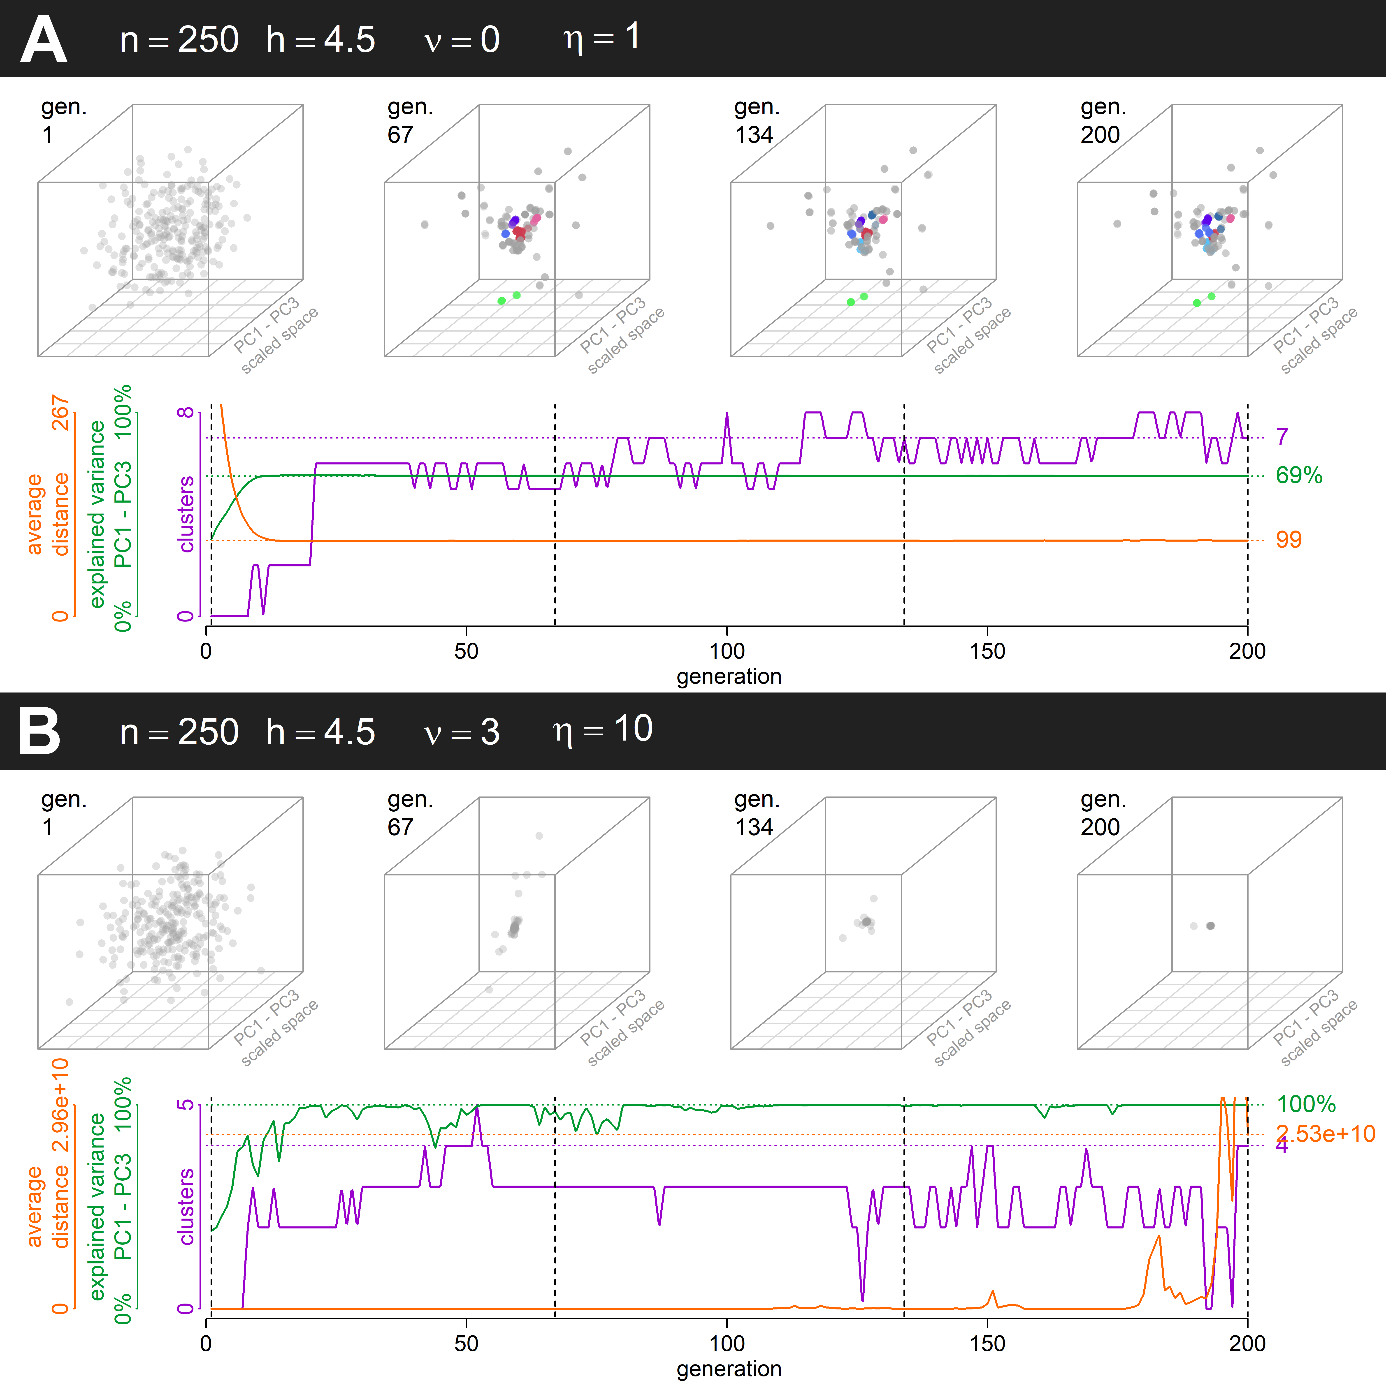 A n = 250 h = 4.5 ν = 0 η = 1
gen.
1
gen.
67
gen.
134
gen.
200
PC1 - PC3
scaled space
PC1 - PC3
scaled space
PC1 - PC3
scaled space
PC1 - PC3
scaled space
average
distance
0
267
explained variance
PC1 - PC3
0%
100%
clusters
0
8
7
69%
99
0 50 100 150 200
generation
B n = 250 h = 4.5 ν = 3 η = 10
gen.
1
gen.
67
gen.
134
gen.
200
PC1 - PC3
scaled space
PC1 - PC3
scaled space
PC1 - PC3
scaled space
PC1 - PC3
scaled space
average
distance
0
2.96e+10
explained variance
PC1 - PC3
0%
100%
clusters
0
5
100%
2.53e+10
4
0 50 100 150 200
generation